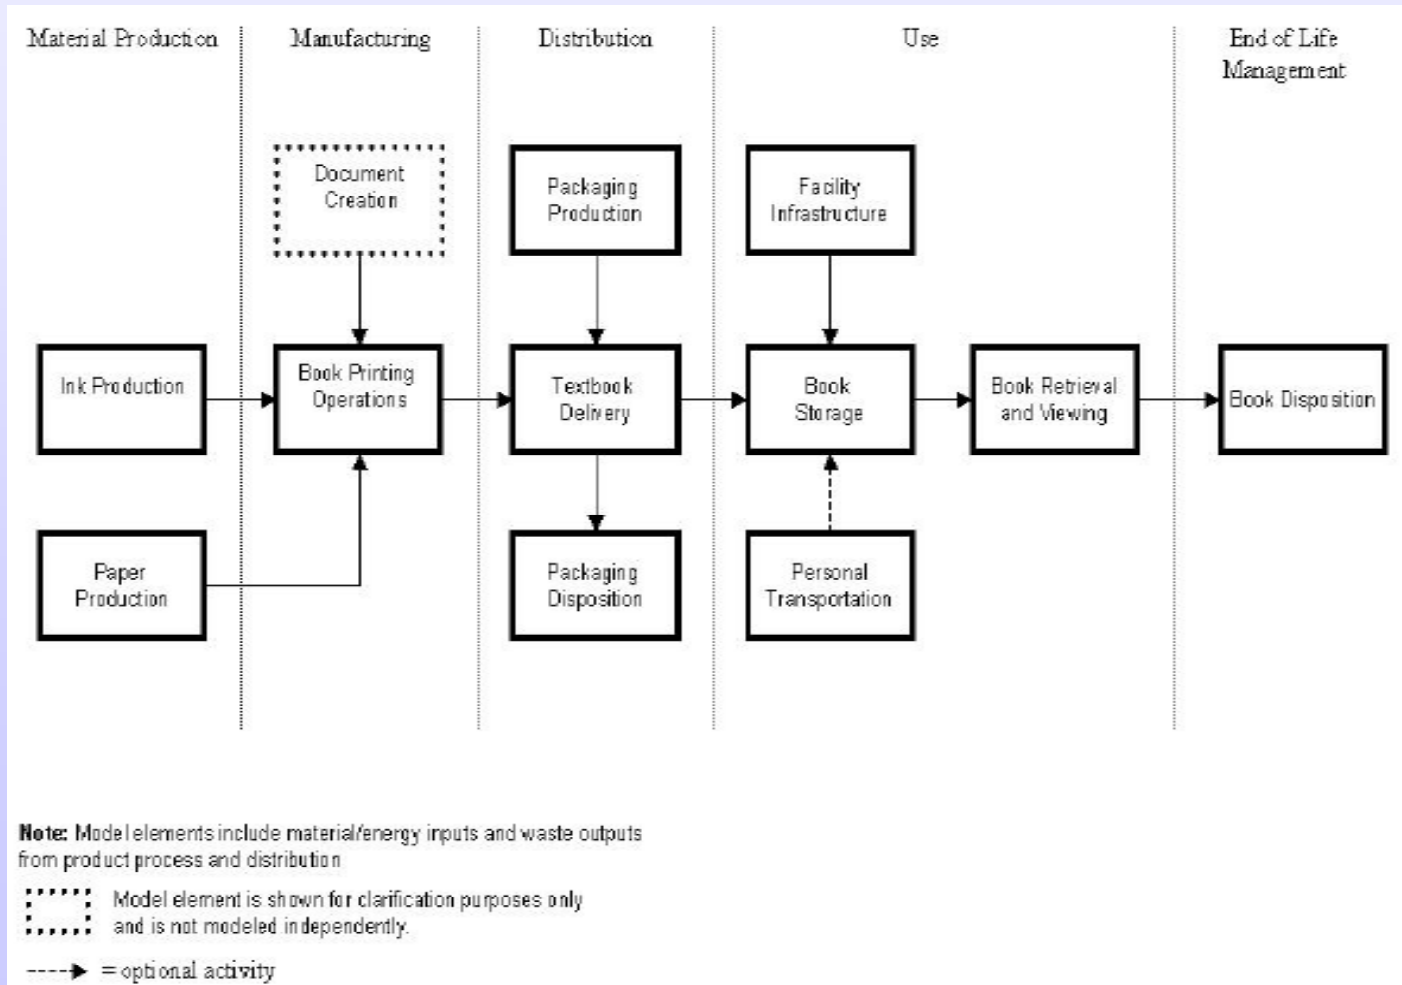 Material Production
Manufacturing
Distribution
Use
End of Life
Management
Document
Creation
Packaging
Production
Facility
Infrastructure
Ink Production
Book Printing
Operations
Textbook
Delivery
Book
Storage
Book Retrieval
and Viewing
Book Disposition
Paper
Production
Packaging
Disposition
Personal
Transportation
Note: Model elements include material/energy inputs and waste outputs
from product process and distribution
Model element is shown for clarification purposes only
and is not modeled independently.
= optional activity